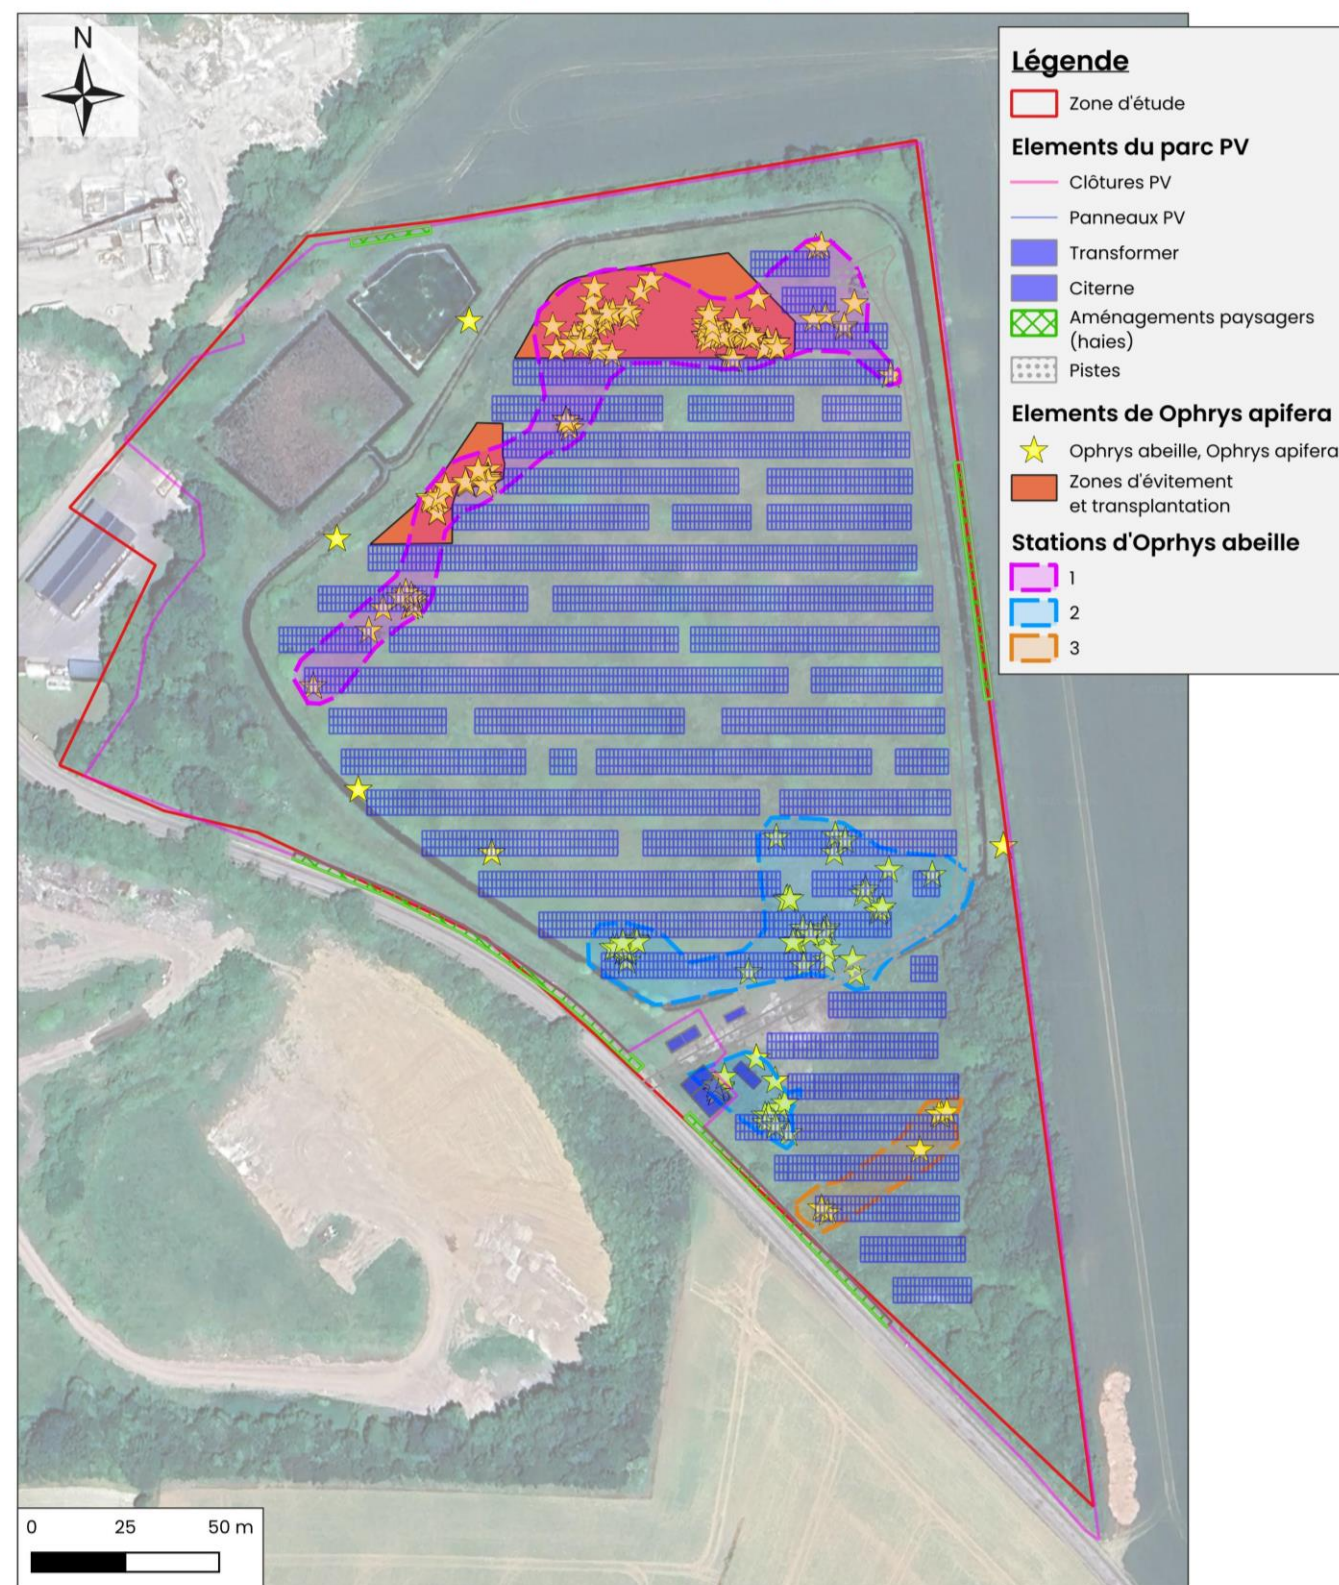 N
Légende
Zone d'étude
Elements du parc PV
Clôtures PV
Panneaux PV
Transformer
Citerne
Aménagements paysagers
(haies)
Pistes
Elements de Ophrys apifera
Ophrys abeille, Ophrys apifera
Zones d'évitement
et transplantation
Stations d'Oprhys abeille
1
2
3
0 25 50 m